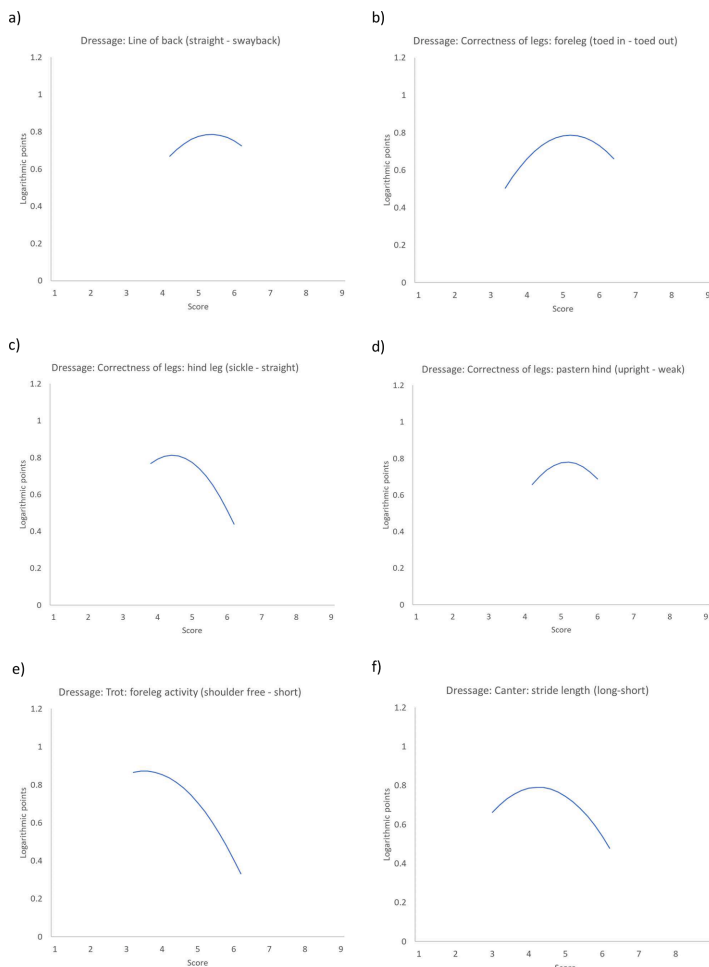 a)
Dressage: Line of back (straight - swayback)
1.2
1
0.8
0.6
0.4
0.2
0
Logarithmic points
1 2 3 4 5 6 7 8 9
Score
b)
Dressage: Correctness of legs: foreleg (toed in - toed out)
1.2
1
0.8
0.6
0.4
0.2
0
Logarithmic points
1 2 3 4 5 6 7 8 9
Score
c)
Dressage: Correctness of legs: hind leg (sickle - straight)
1.2
1
0.8
0.6
0.4
0.2
0
Logarithmic points
1 2 3 4 5 6 7 8 9
Score
d)
Dressage: Correctness of legs: pastern hind (upright - weak)
1.2
1
0.8
0.6
0.4
0.2
0
Logarithmic points
1 2 3 4 5 6 7 8 9
Score
e)
Dressage: Trot: foreleg activity (shoulder free - short)
1.2
1
0.8
0.6
0.4
0.2
0
Logarithmic points
1 2 3 4 5 6 7 8 9
Score
f)
Dressage: Canter: stride length (long-short)
1.2
1
0.8
0.6
0.4
0.2
0
Logarithmic points
1 2 3 4 5 6 7 8 9
Score